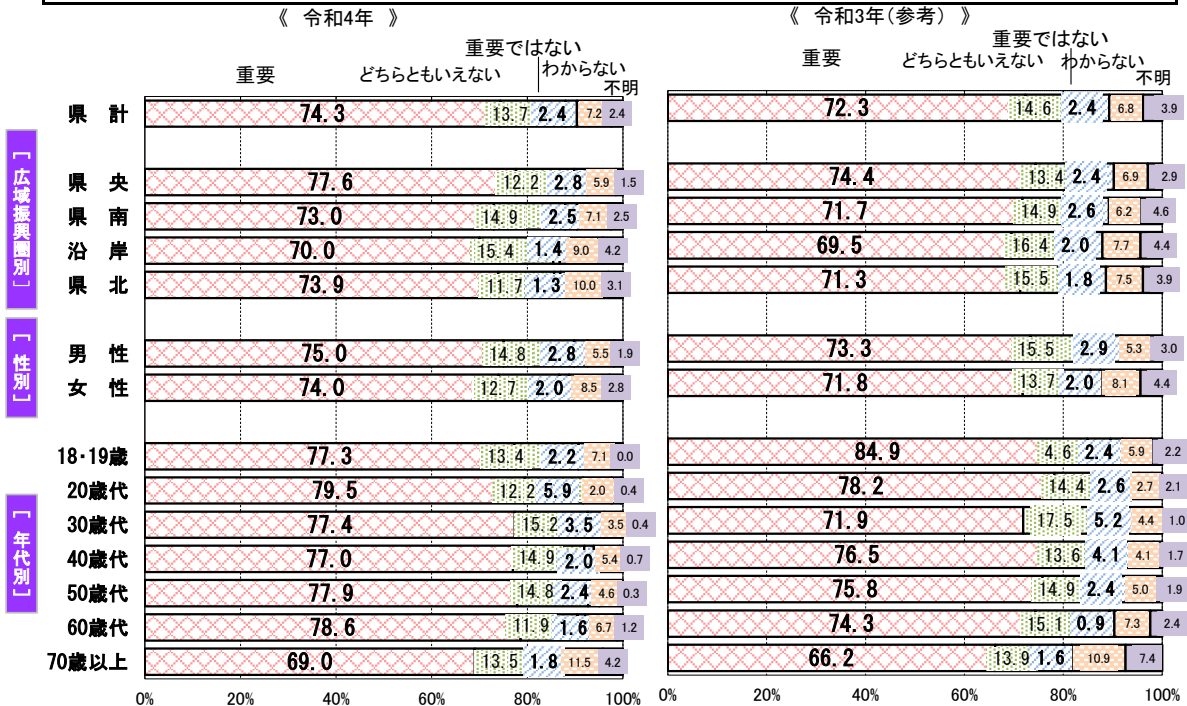 《 令和4年 》
重要
どちらともいえない
重要ではない
わからない
不明
県 計 74.3 13.7 2.4 7.2 2.4
[広域振興圏別]
県 央 77.6 12.2 2.8 5.9 1.5
県 南 73.0 14.9 2.5 7.1 2.5
沿 岸 70.0 15.4 1.4 9.0 4.2
県 北 73.9 11.7 1.3 10.0 3.1
[性別]
男 性 75.0 14.8 2.8 5.5 1.9
女 性 74.0 12.7 2.0 8.5 2.8
[年代別]
18・19歳 77.3 13.4 2.2 7.1 0.0
20歳代 79.5 12.2 5.9 2.0 0.4
30歳代 77.4 15.2 3.5 3.5 0.4
40歳代 77.0 14.9 2.0 5.4 0.7
50歳代 77.9 14.8 2.4 4.6 0.3
60歳代 78.6 11.9 1.6 6.7 1.2
70歳以上 69.0 13.5 1.8 11.5 4.2
0% 20% 40% 60% 80% 100%
《 令和3年(参考) 》
重要
どちらともいえない
重要ではない
わからない
不明
72.3 14.6 2.4 6.8 3.9
74.4 13.4 2.4 6.9 2.9
71.7 14.9 2.6 6.2 4.6
69.5 16.4 2.0 7.7 4.4
71.3 15.5 1.8 7.5 3.9
73.3 15.5 2.9 5.3 3.0
71.8 13.7 2.0 8.1 4.4
84.9 4.6 2.4 5.9 2.2
78.2 14.4 2.6 2.7 2.1
71.9 17.5 5.2 4.4 1.0
76.5 13.6 4.1 4.1 1.7
75.8 14.9 2.4 5.0 1.9
74.3 15.1 0.9 7.3 2.4
66.2 13.9 1.6 10.9 7.4
0% 20% 40% 60% 80% 100%